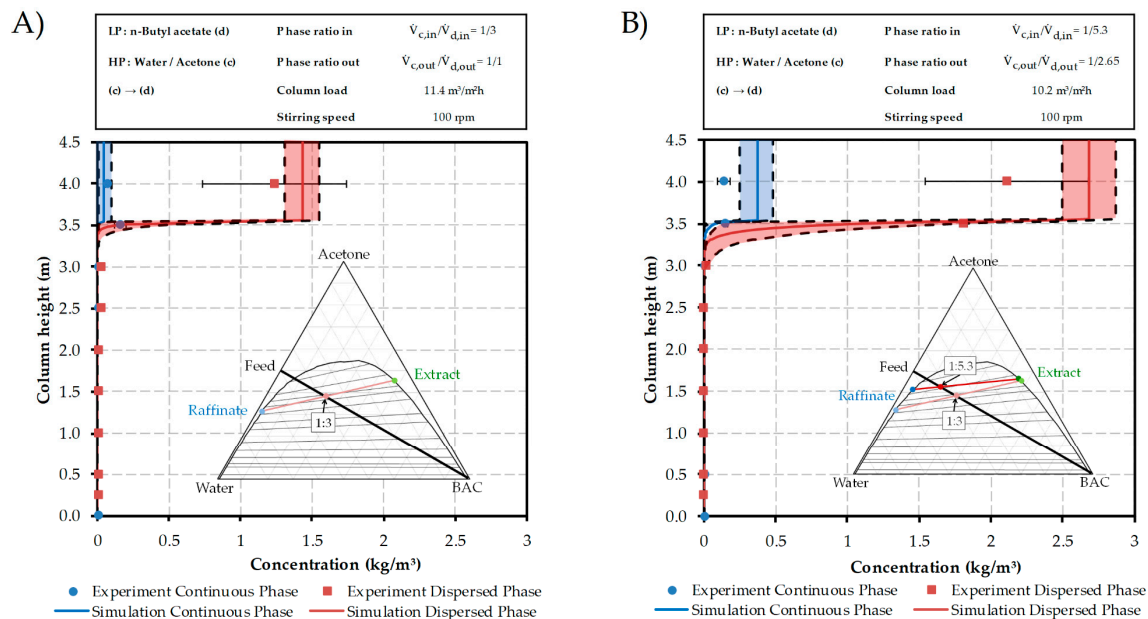 A)
LP : n-Butyl acetate (d) Phase ratio in V̇c,in/V̇d,in = 1/3
HP : Water / Acetone (c) Phase ratio out V̇c,out/V̇d,out = 1/1
(c) → (d) Column load 11.4 m³/m²h
Stirring speed 100 rpm
Column height (m)
4.5
4.0
3.5
3.0
2.5
2.0
1.5
1.0
0.5
0.0
Acetone
Feed
Extract
Raffinate
1:3
Water
BAC
0 0.5 1 1.5 2 2.5 3
Concentration (kg/m³)
Experiment Continuous Phase Experiment Dispersed Phase
Simulation Continuous Phase Simulation Dispersed Phase
B)
LP : n-Butyl acetate (d) Phase ratio in V̇c,in/V̇d,in = 1/5.3
HP : Water / Acetone (c) Phase ratio out V̇c,out/V̇d,out = 1/2.65
(c) → (d) Column load 10.2 m³/m²h
Stirring speed 100 rpm
Column height (m)
4.5
4.0
3.5
3.0
2.5
2.0
1.5
1.0
0.5
0.0
Acetone
Feed
1:5.3
Extract
Raffinate
1:3
Water
BAC
0 0.5 1 1.5 2 2.5 3
Concentration (kg/m³)
Experiment Continuous Phase Experiment Dispersed Phase
Simulation Continuous Phase Simulation Dispersed Phase